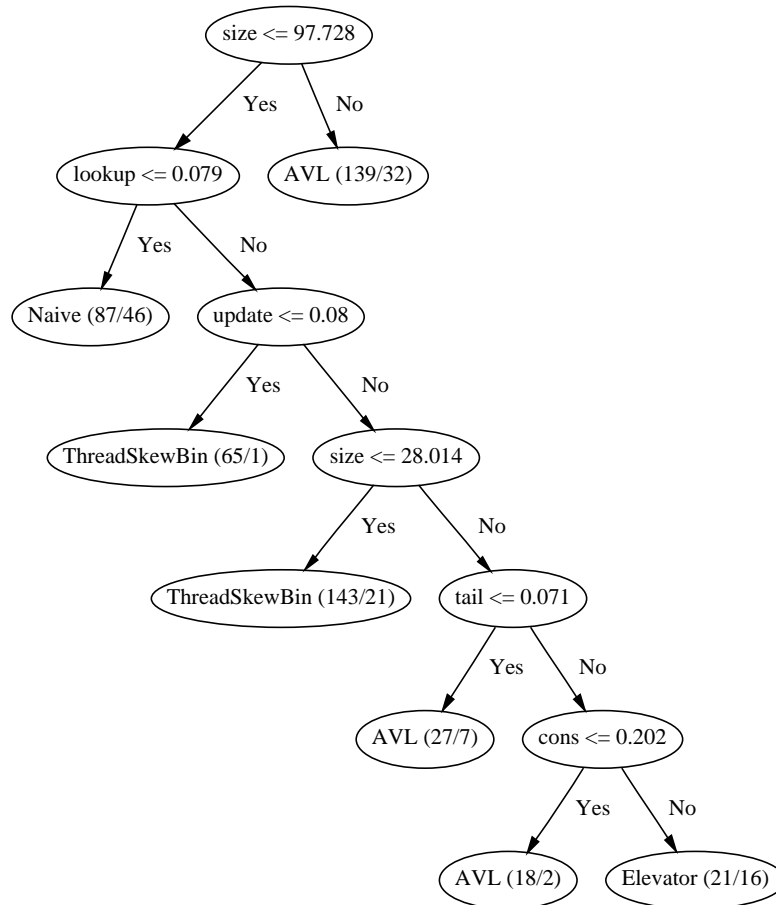 size <= 97.728
Yes
No
lookup <= 0.079
AVL (139/32)
Yes
No
Naive (87/46)
update <= 0.08
Yes
No
ThreadSkewBin (65/1)
size <= 28.014
Yes
No
ThreadSkewBin (143/21)
tail <= 0.071
Yes
No
AVL (27/7)
cons <= 0.202
Yes
No
AVL (18/2)
Elevator (21/16)